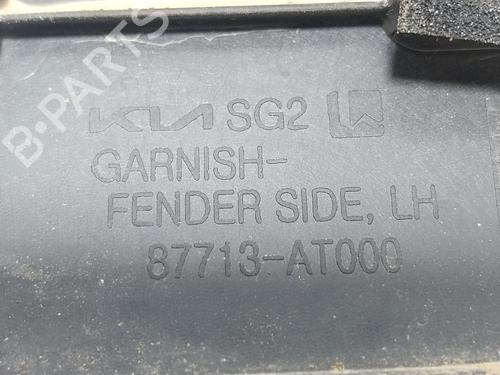 KIA SG2
GARNISH-
FENDER SIDE, LH
87713-AT000
B-PARTS